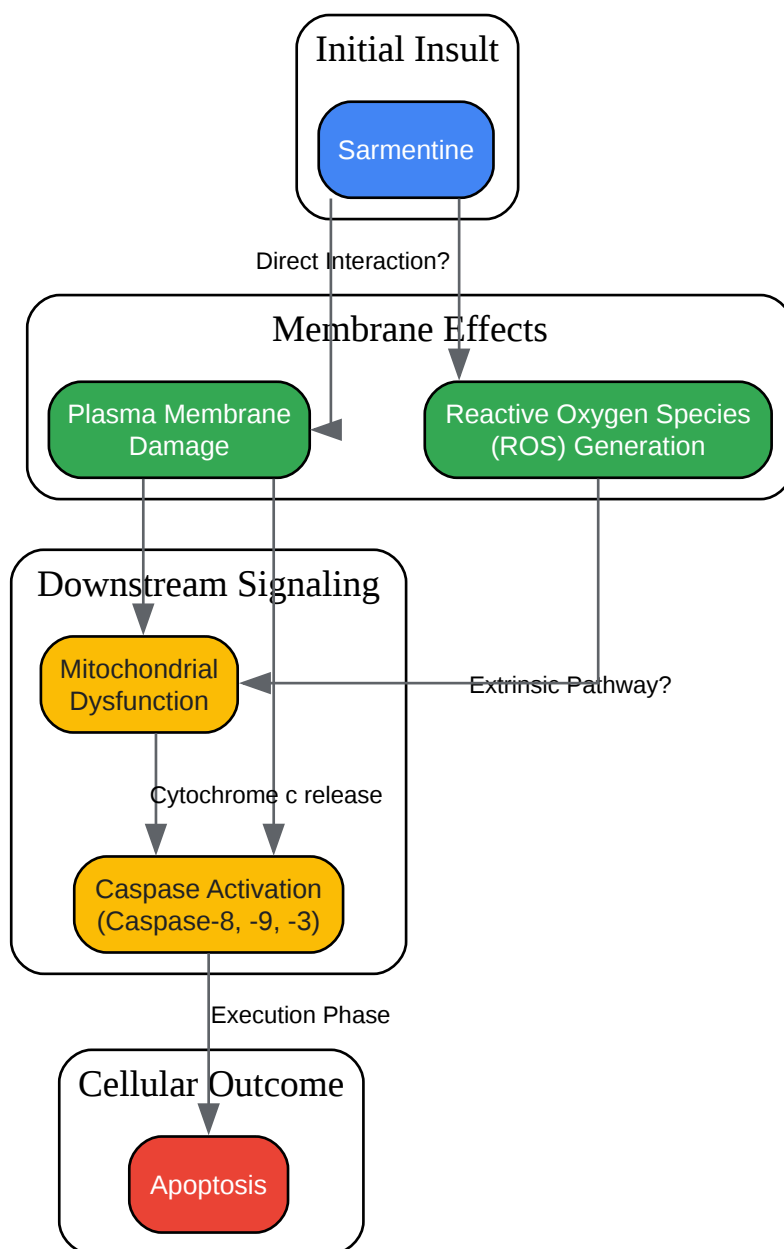 Initial Insult
Sarmentine
Direct Interaction?
Membrane Effects
Plasma Membrane
Damage
Reactive Oxygen Species
(ROS) Generation
Downstream Signaling
Mitochondrial
Dysfunction
Extrinsic Pathway?
Cytochrome c release
Caspase Activation
(Caspase-8, -9, -3)
Execution Phase
Cellular Outcome
Apoptosis